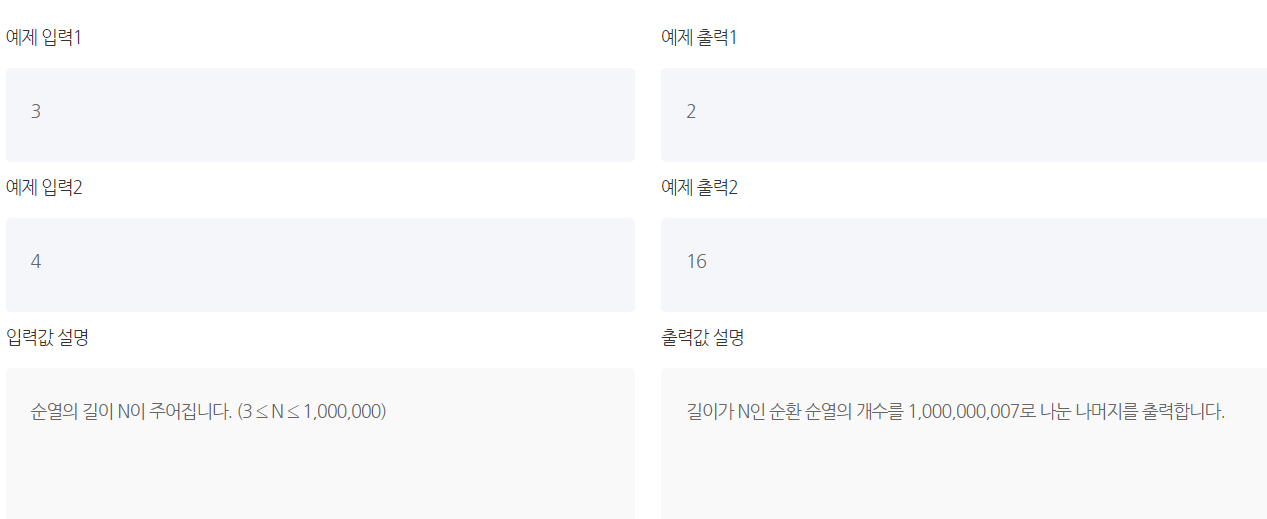 예제 입력1
예제 출력1
3
2
예제 입력2
예제 출력2
4
16
입력값 설명
출력값 설명
순열의 길이 N이 주어집니다. (3 ≤ N ≤ 1,000,000)
길이가 N인 순환 순열의 개수를 1,000,000,007로 나눈 나머지를 출력합니다.